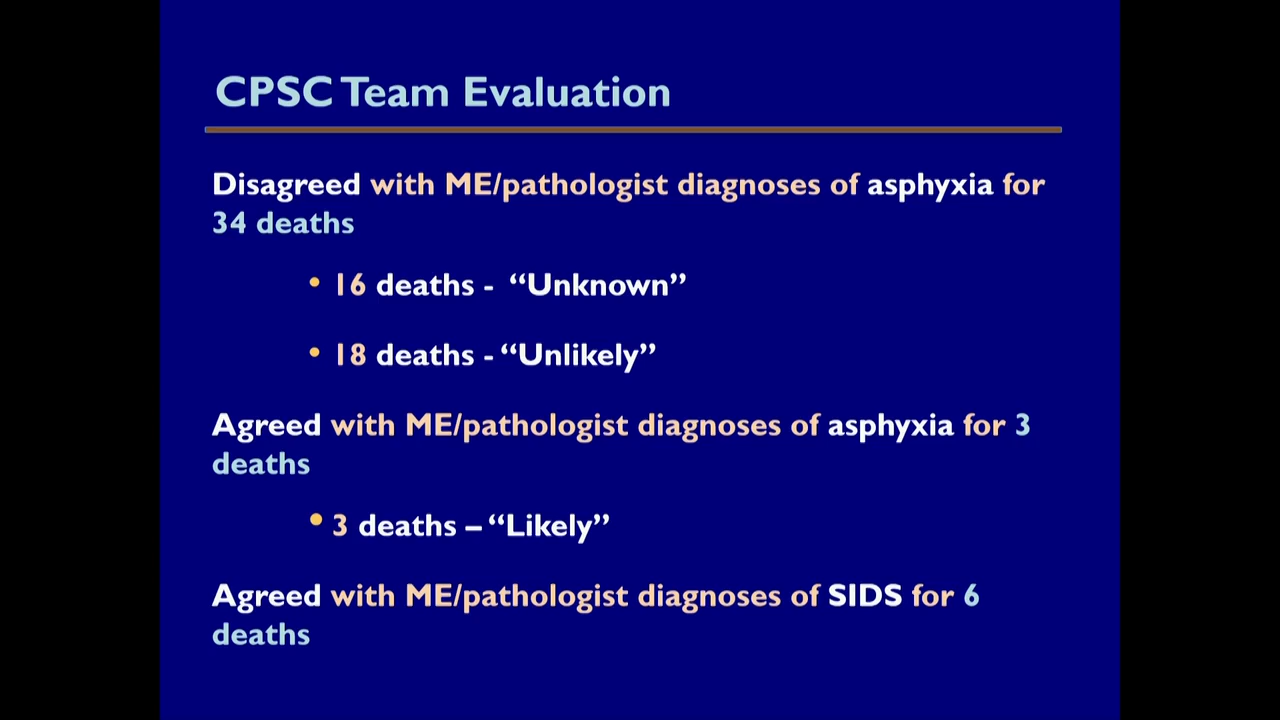 CPSC Team Evaluation
Disagreed with ME/pathologist diagnoses of asphyxia for
34 deaths
• 16 deaths - “Unknown”
• 18 deaths - “Unlikely”
Agreed with ME/pathologist diagnoses of asphyxia for 3
deaths
• 3 deaths – “Likely”
Agreed with ME/pathologist diagnoses of SIDS for 6
deaths